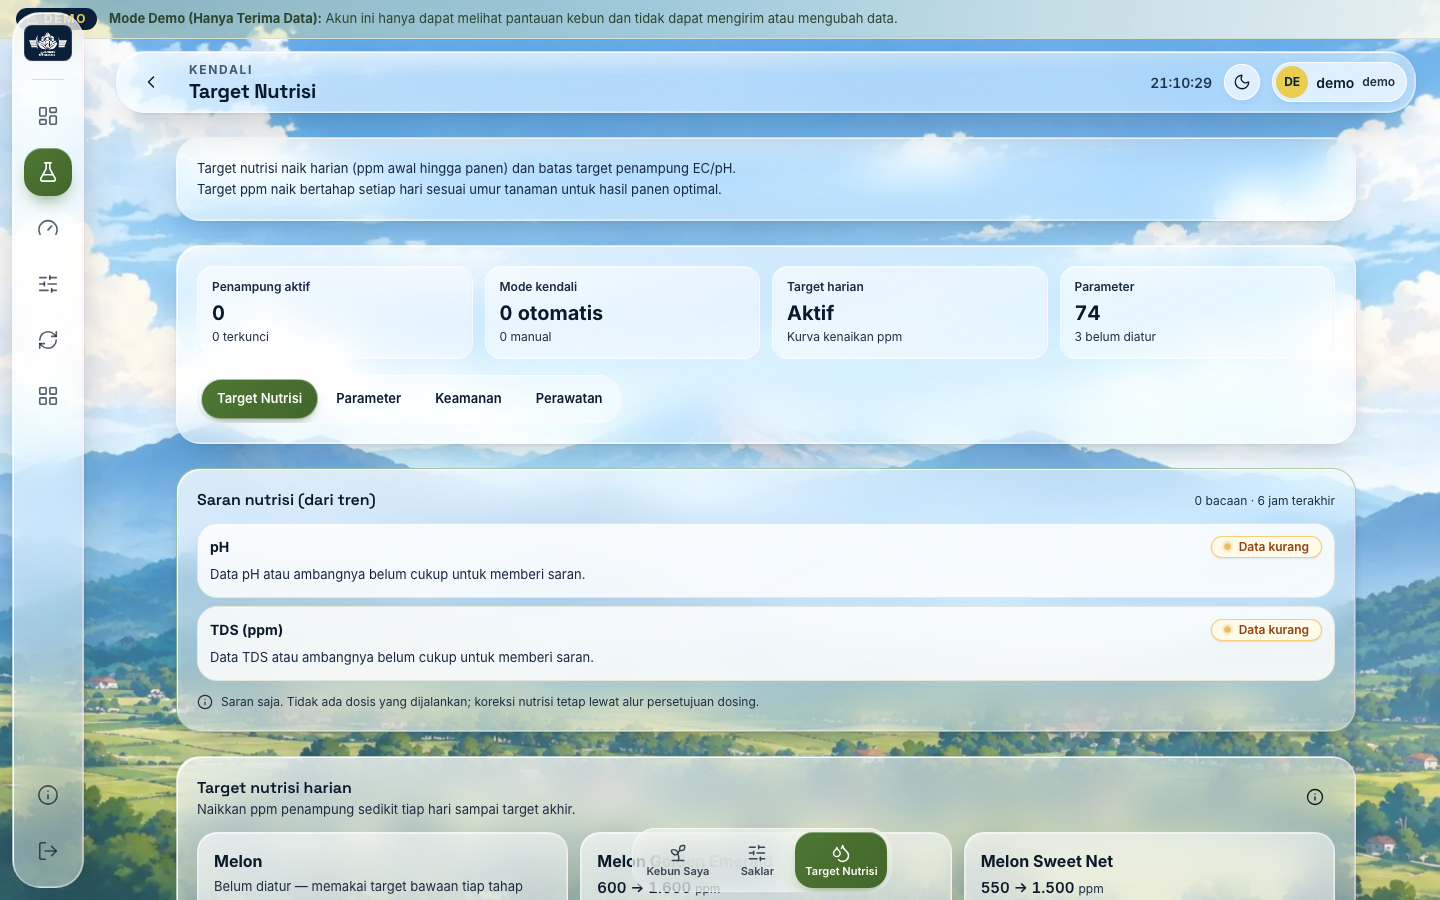 DEMO
Mode Demo (Hanya Terima Data): Akun ini hanya dapat melihat pantauan kebun dan tidak dapat mengirim atau mengubah data.
KENDALI
Target Nutrisi
21:10:29
DE demo demo
Target nutrisi naik harian (ppm awal hingga panen) dan batas target penampung EC/pH.
Target ppm naik bertahap setiap hari sesuai umur tanaman untuk hasil panen optimal.
Penampung aktif
0
0 terkunci
Mode kendali
0 otomatis
0 manual
Target harian
Aktif
Kurva kenaikan ppm
Parameter
74
3 belum diatur
Target Nutrisi Parameter Keamanan Perawatan
Saran nutrisi (dari tren)
0 bacaan · 6 jam terakhir
pH
Data kurang
Data pH atau ambangnya belum cukup untuk memberi saran.
TDS (ppm)
Data kurang
Data TDS atau ambangnya belum cukup untuk memberi saran.
Saran saja. Tidak ada dosis yang dijalankan; koreksi nutrisi tetap lewat alur persetujuan dosing.
Target nutrisi harian
Naikkan ppm penampung sedikit tiap hari sampai target akhir.
Melon
Belum diatur — memakai target bawaan tiap tahap
Melon Golden Emerald
600 → 1.600 ppm
Melon Sweet Net
550 → 1.500 ppm
Kebun Saya
Saklar
Target Nutrisi